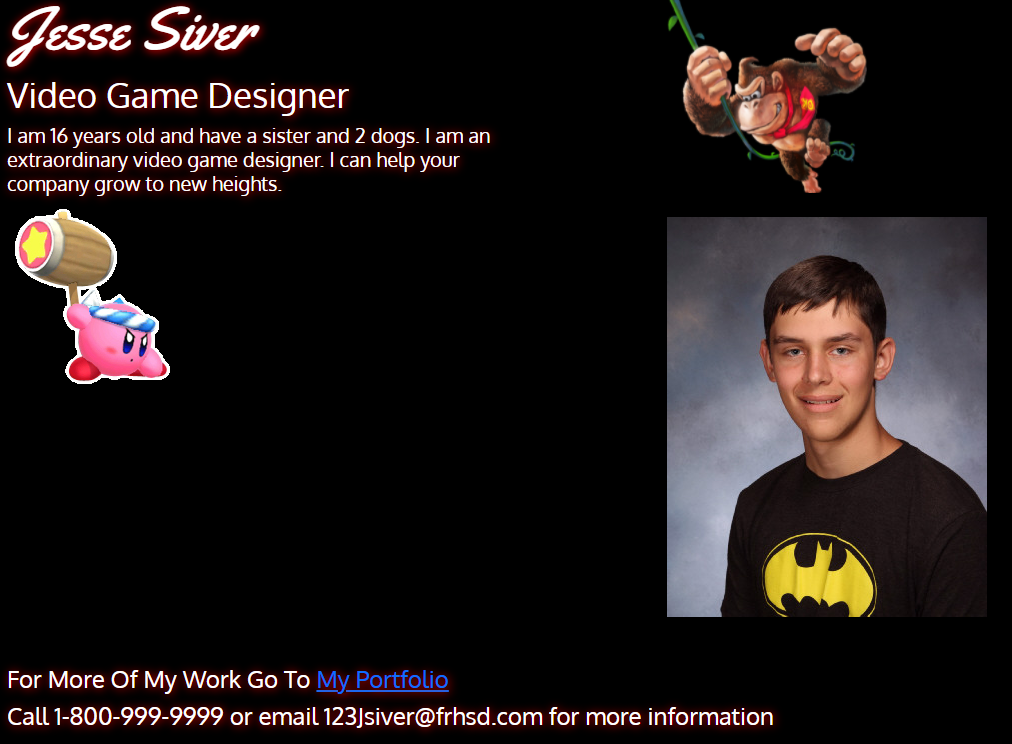 Jesse Siver
Video Game Designer
I am 16 years old and have a sister and 2 dogs. I am an
extraordinary video game designer. I can help your
company grow to new heights.
For More Of My Work Go To My Portfolio
Call 1-800-999-9999 or email 123Jsiver@frhsd.com for more information